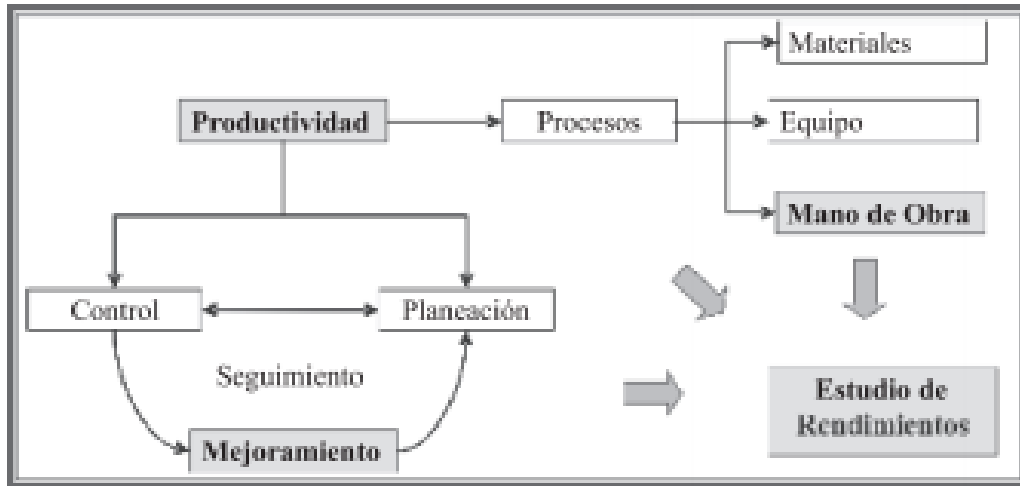 Materiales
Productividad
Procesos
Equipo
Mano de Obra
Control
Planeación
Seguimiento
Mejoramiento
Estudio de
Rendimientos